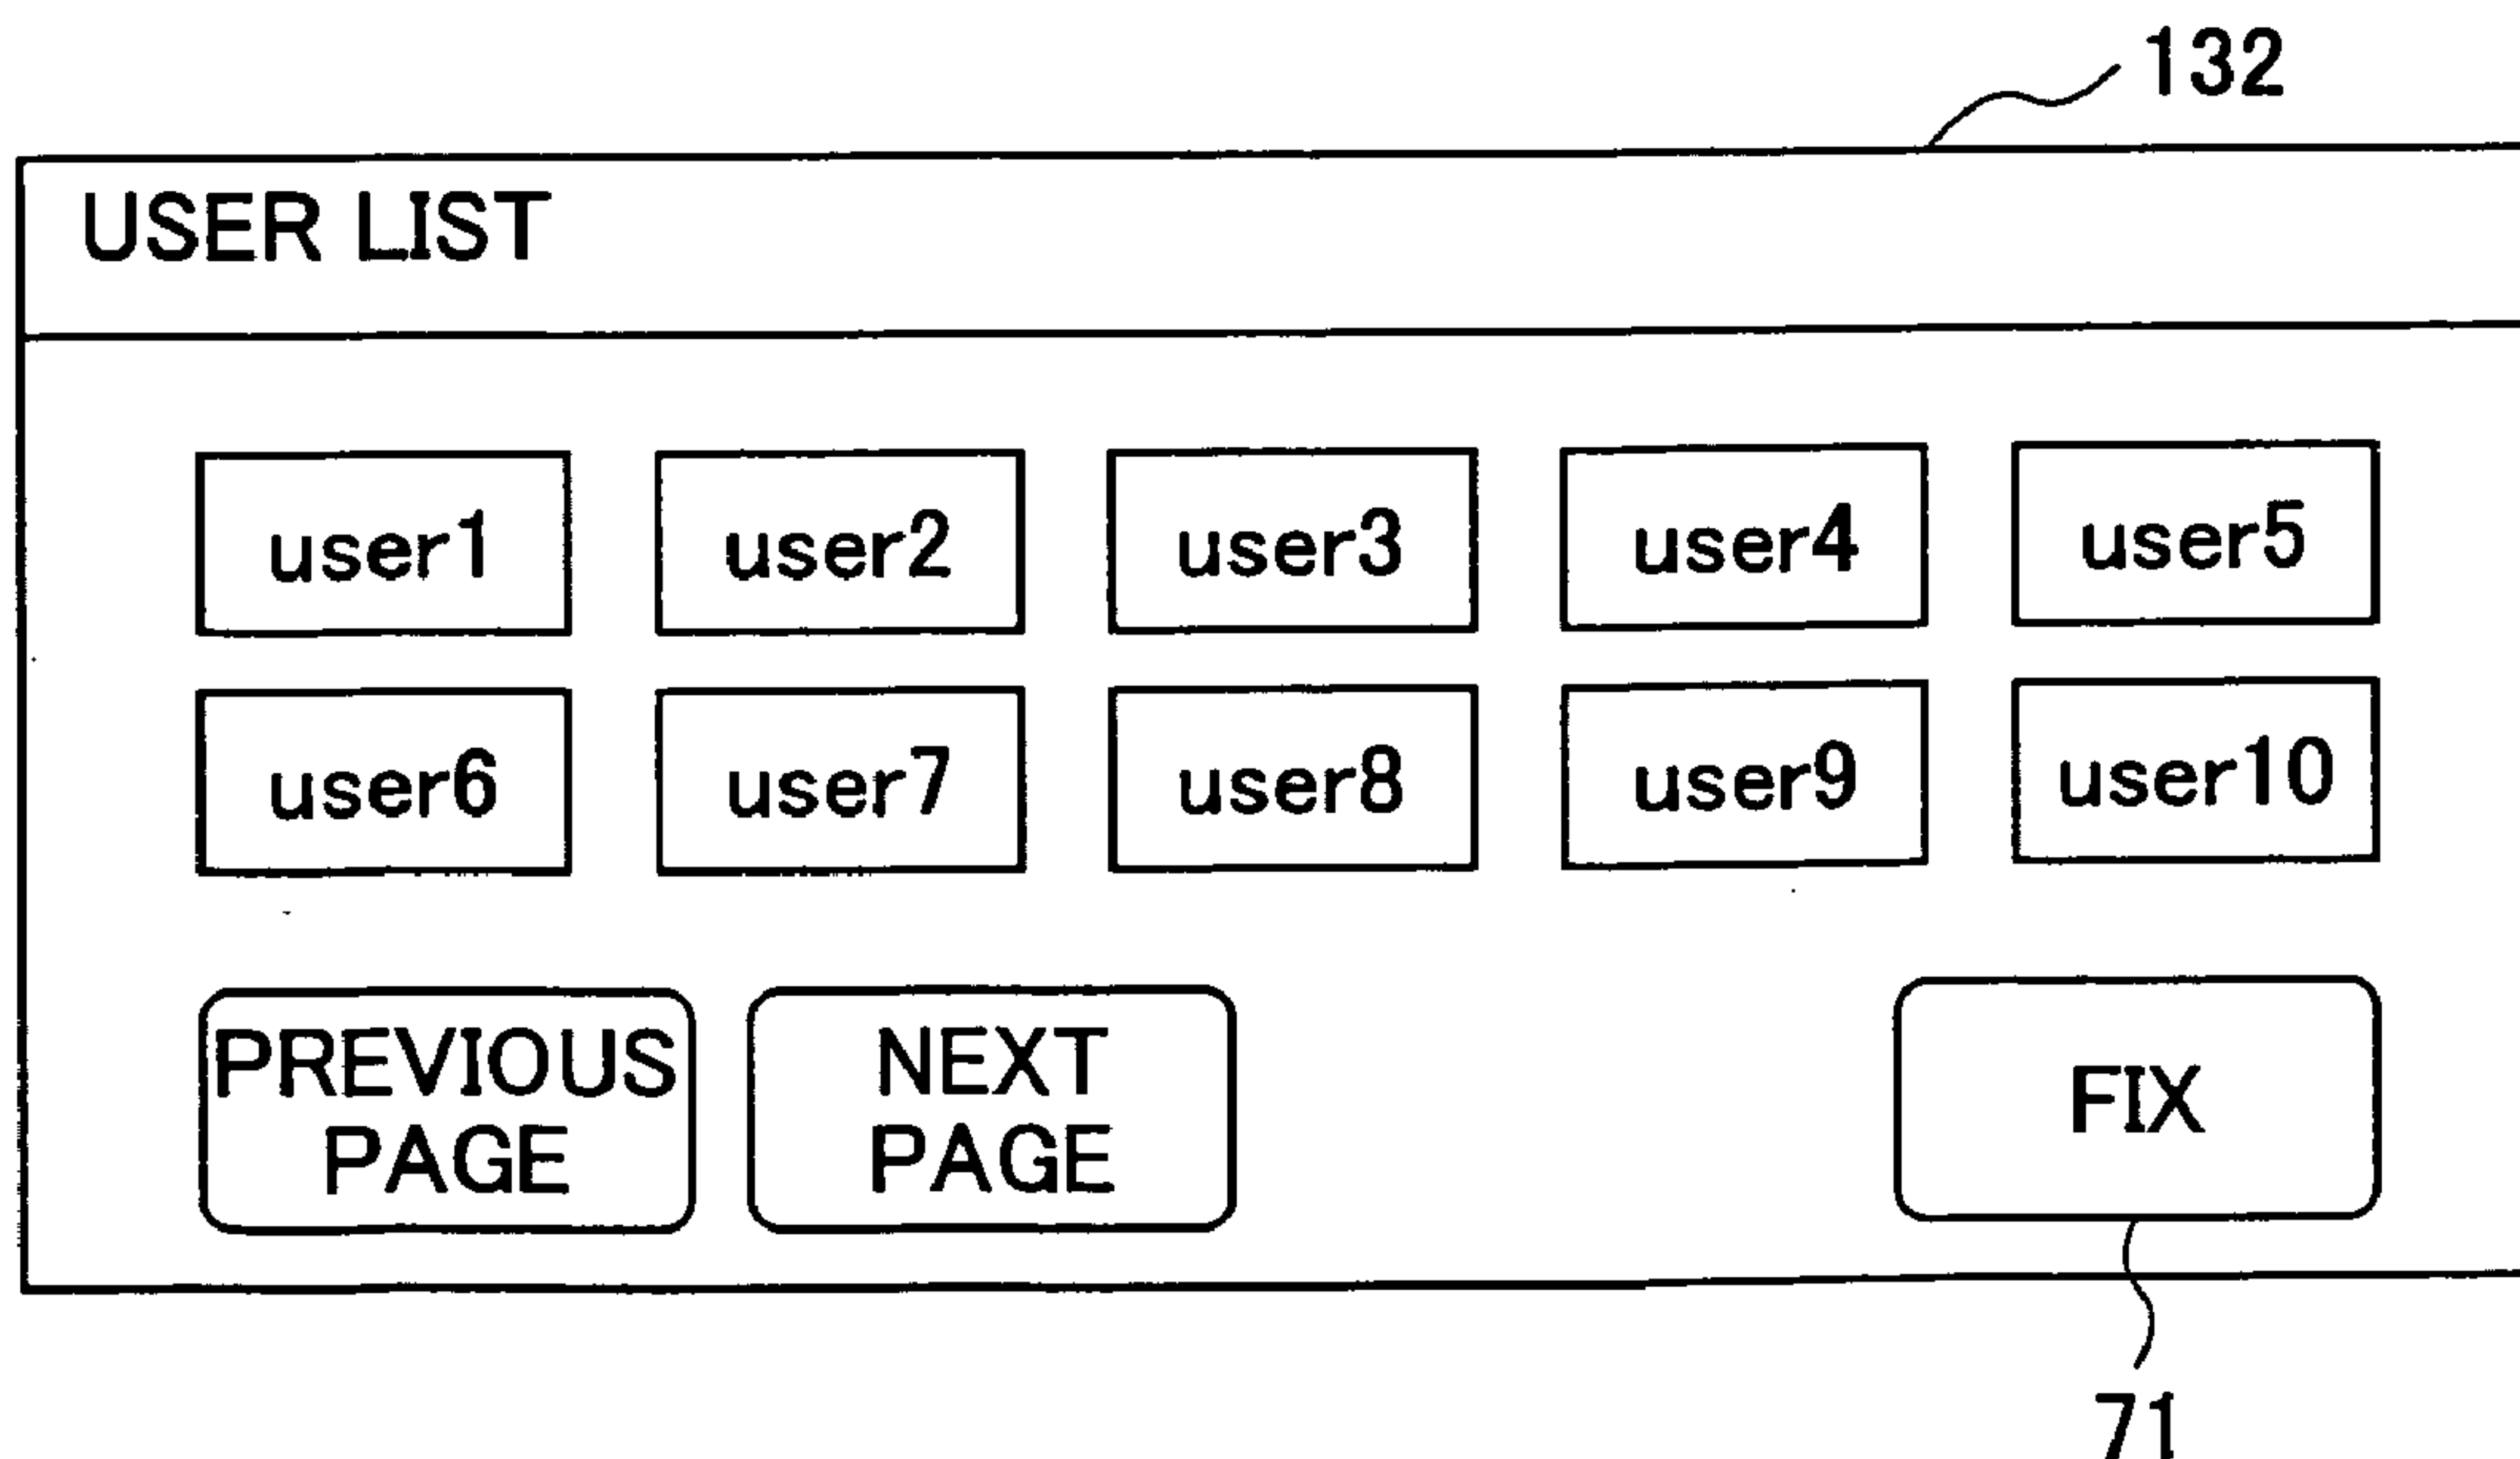 132
USER LIST
user1 user2 user3 user4 user5
user6 user7 user8 user9 user10
PREVIOUS
PAGE
NEXT
PAGE
FIX
71